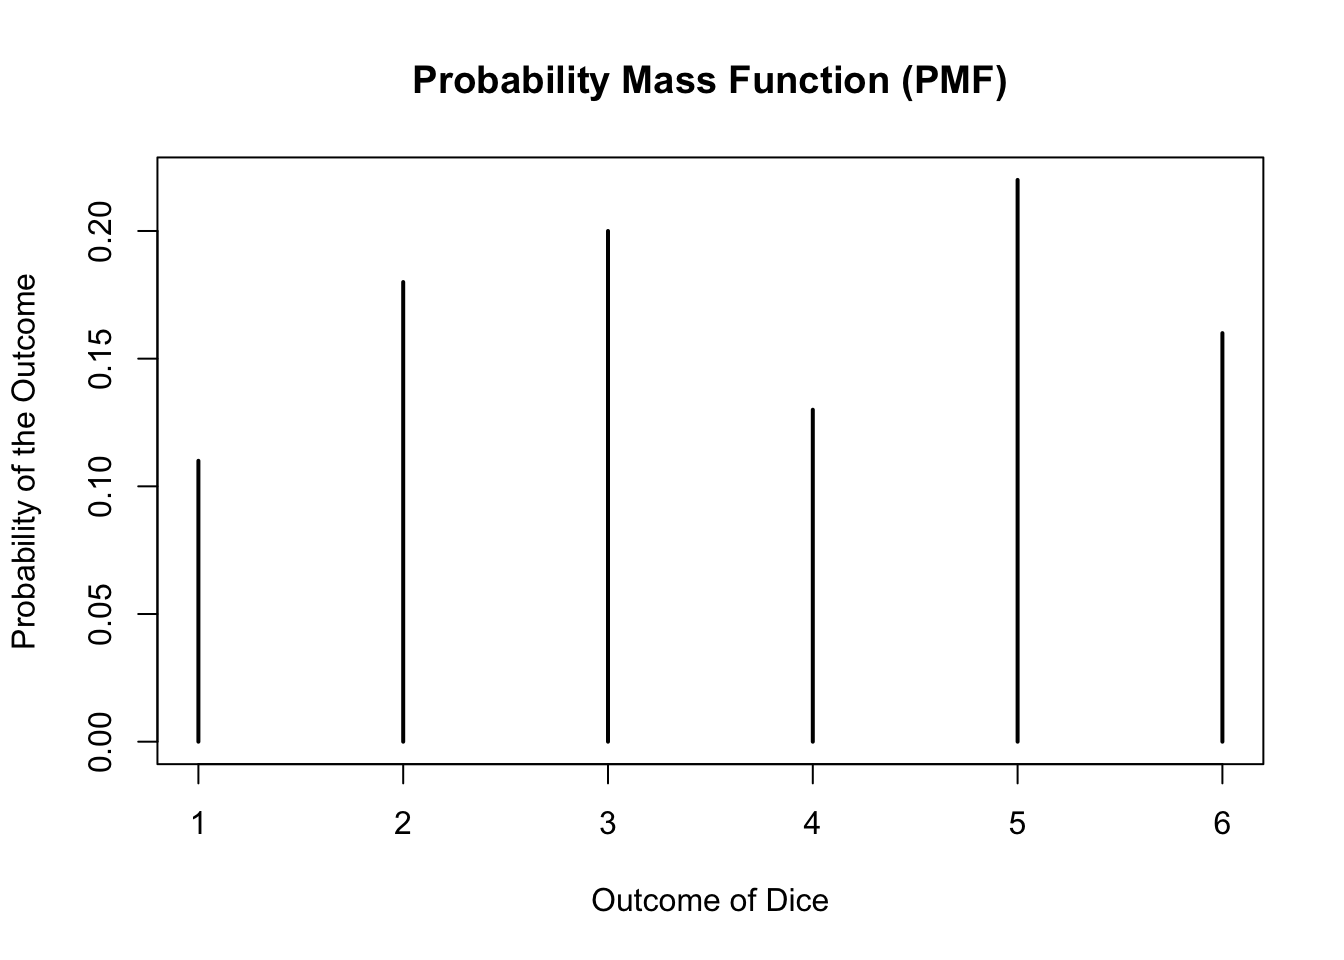 Probability Mass Function (PMF)
Probability of the Outcome
0.20
0.15
0.10
0.05
0.00
1 2 3 4 5 6
Outcome of Dice